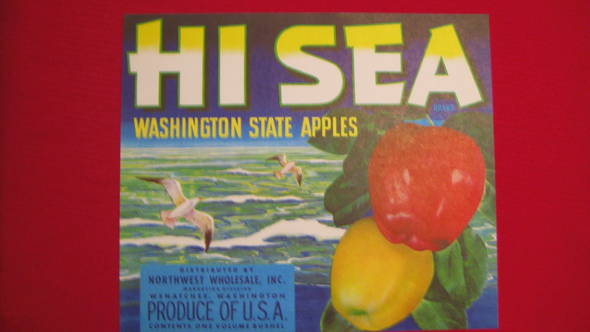 HI SEA
BRAND
WASHINGTON STATE APPLES
DISTRIBUTED BY
NORTHWEST WHOLESALE, INC.
WENATCHEE, WASHINGTON
PRODUCE OF U.S.A.
CONTENTS ONE VOLUME BUSHEL